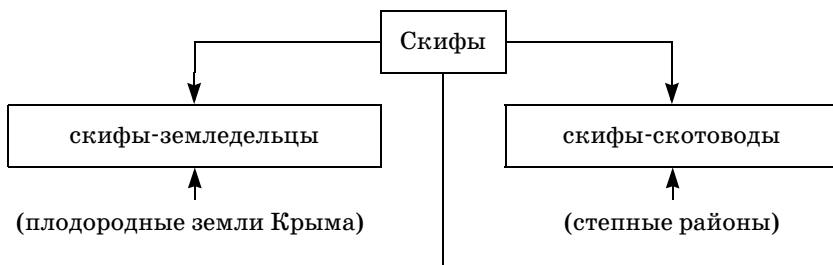 Скифы
скифы-земледельцы
скифы-скотоводы
(плодородные земли Крыма)
(степные районы)